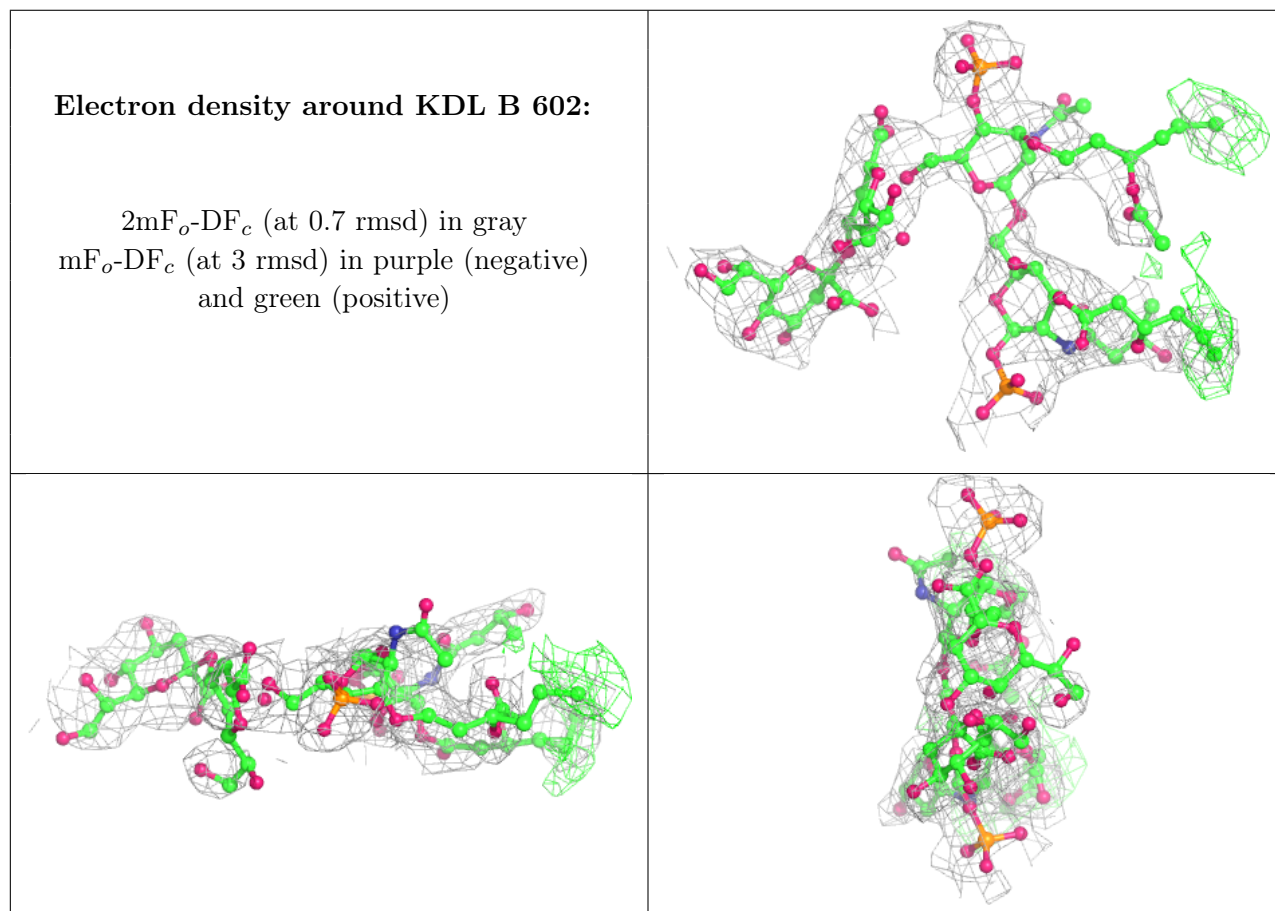 Electron density around KDL B 602:
2mFo-DFc (at 0.7 rmsd) in gray
mFo-DFc (at 3 rmsd) in purple (negative)
and green (positive)